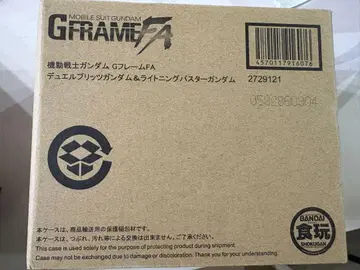 MOBILE SUIT GUNDAM
GFRAME FA
4570117916076
機動戦士ガンダム GフレームFA
デュエルブリッツガンダム&ライトニングバスターガンダム 2729121
本ケースは、商品輸送用の保護梱包材です。
本ケースは、つぶれ、汚れ等による交換は出来ません。ご了承ください。
This case is used solely for the purpose of protecting product during shipment.
Case may not be exchanged due to damage or discoloration. Thank you for your understanding.
BANDAI
食玩
SHOKUGAN